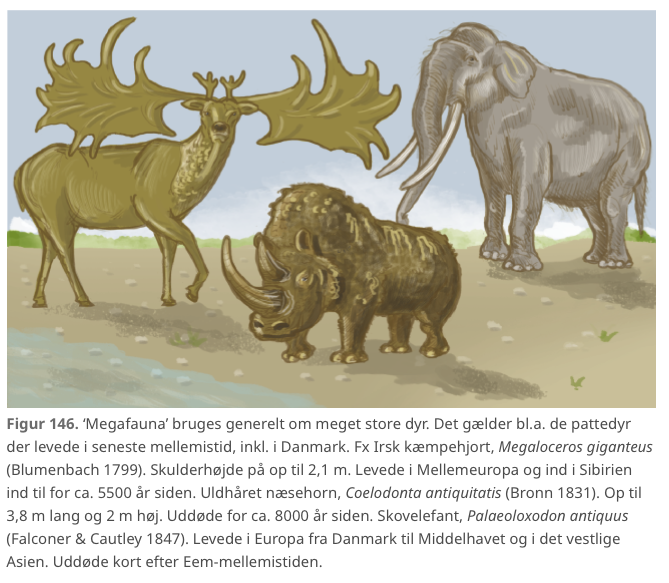 Figur 146. ‘Megafauna’ bruges generelt om meget store dyr. Det gælder bl.a. de pattedyr
der levede i seneste mellemistid, inkl. i Danmark. Fx Irsk kæmpehjort, Megaloceros giganteus
(Blumenbach 1799). Skulderhøjde på op til 2,1 m. Levede i Mellemeuropa og ind i Sibirien
ind til for ca. 5500 år siden. Uldhåret næsehorn, Coelodonta antiquitatis (Bronn 1831). Op til
3,8 m lang og 2 m høj. Uddøde for ca. 8000 år siden. Skovelefant, Palaeoloxodon antiquus
(Falconer & Cautley 1847). Levede i Europa fra Danmark til Middelhavet og i det vestlige
Asien. Uddøde kort efter Eem-mellemistiden.